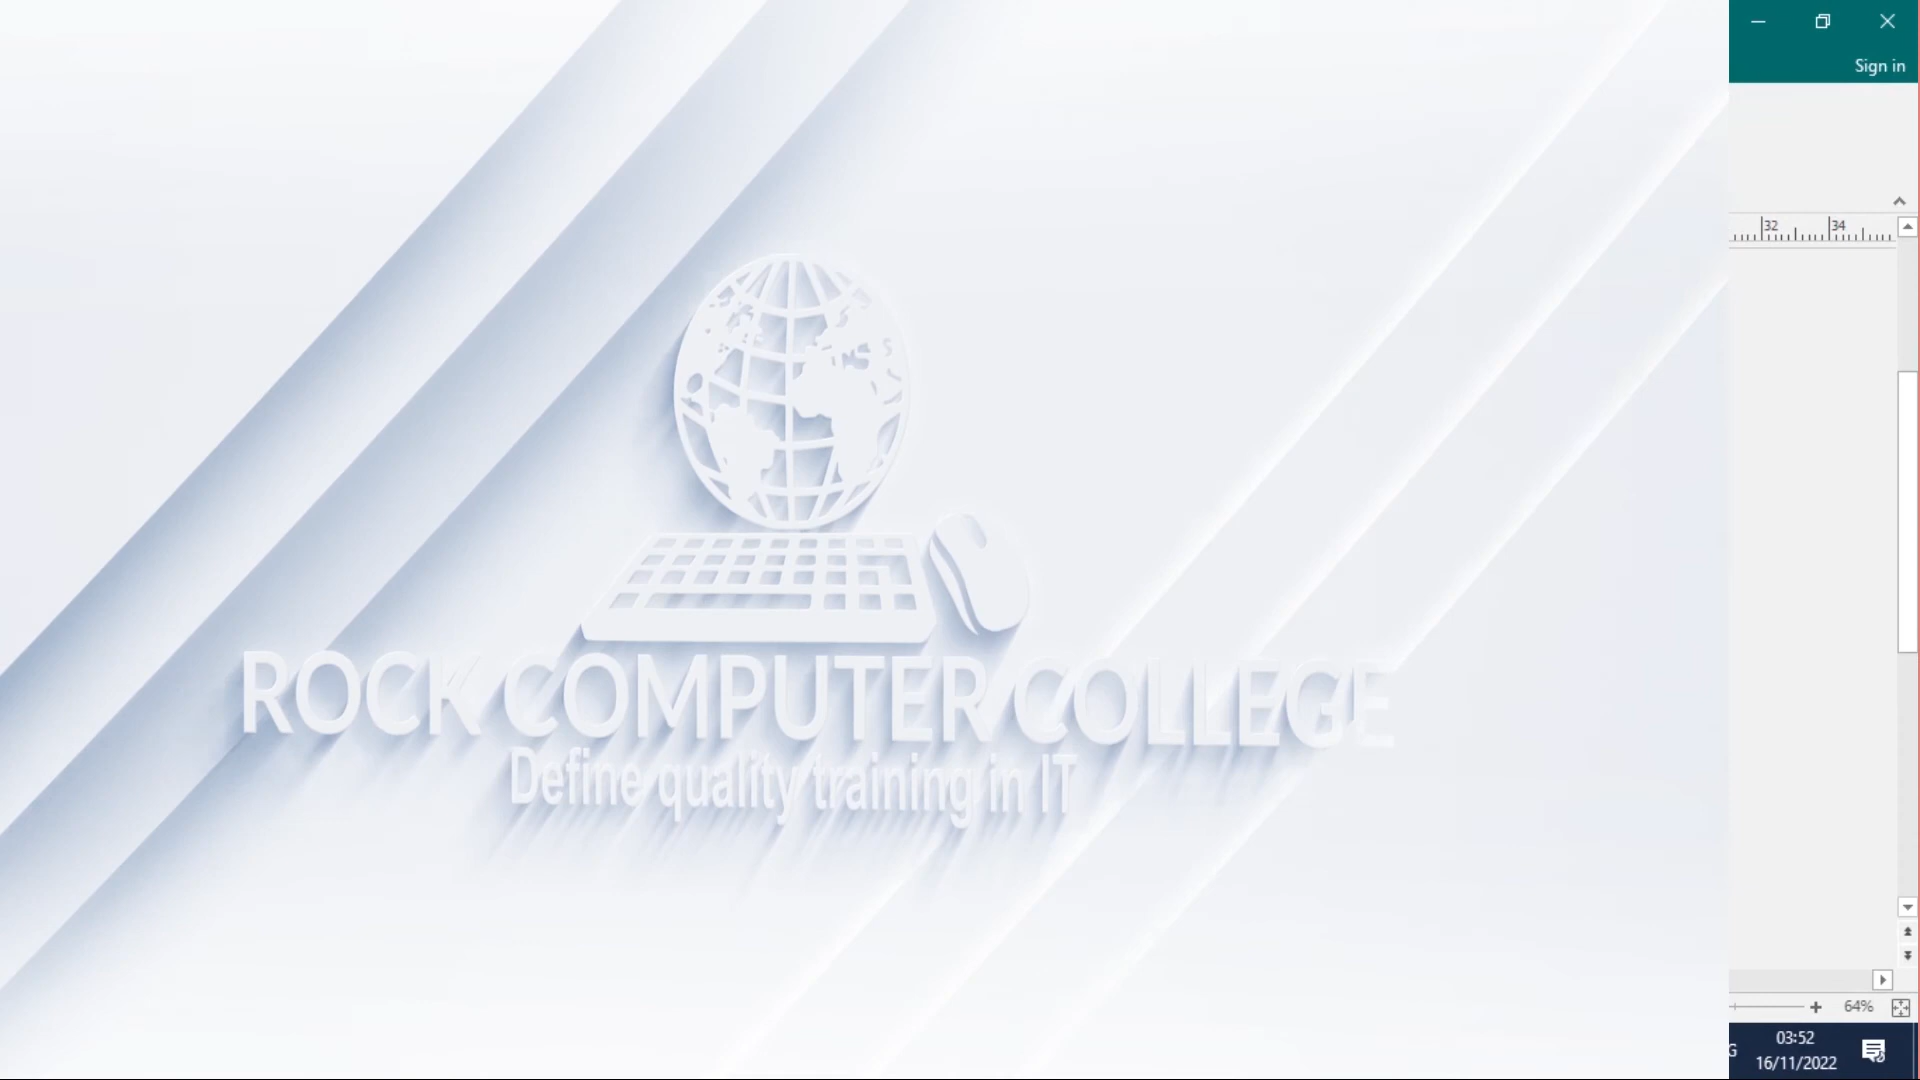 Sign in
32 34
ROCK COMPUTER COLLEGE
Define quality training in IT
64%
03:52
G
16/11/2022